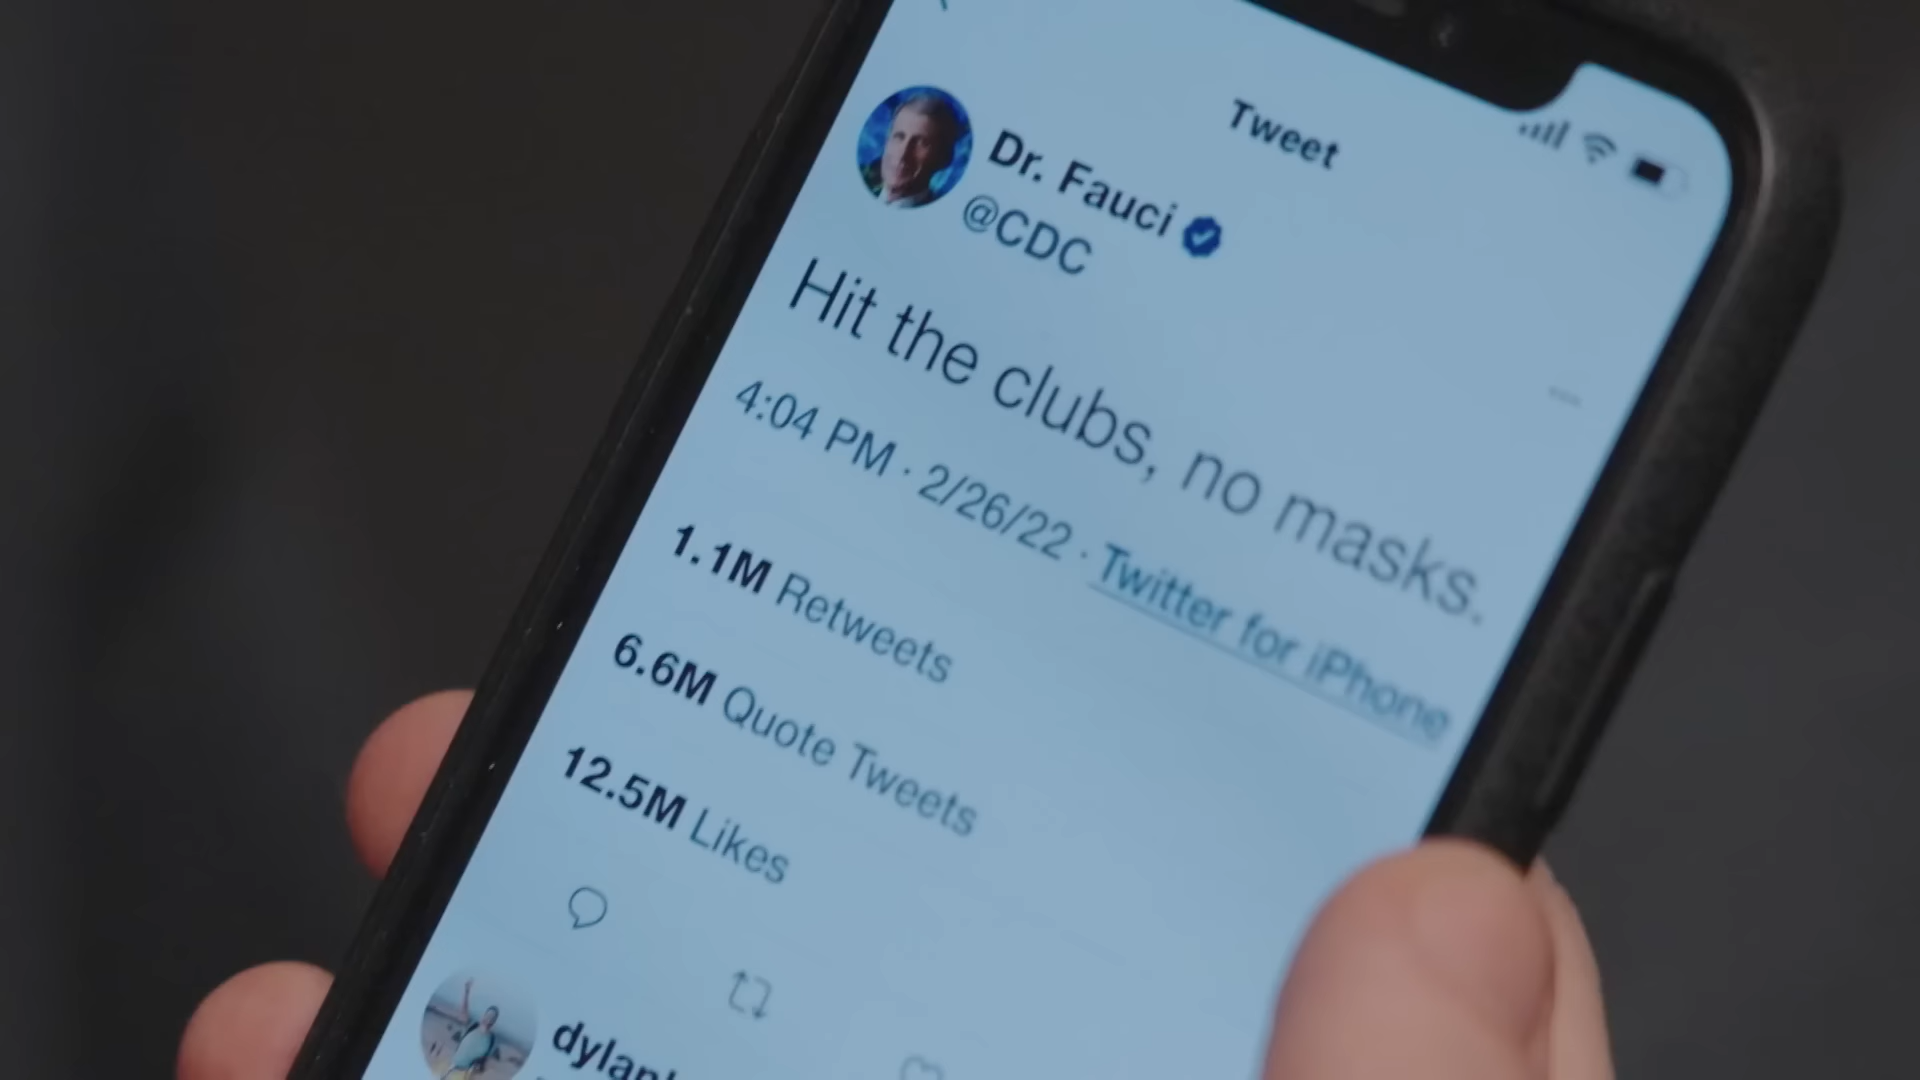 Tweet
Dr. Fauci
@CDC
Hit the clubs, no masks.
4:04 PM · 2/26/22 · Twitter for iPhone
1.1M Retweets
6.6M Quote Tweets
12.5M Likes